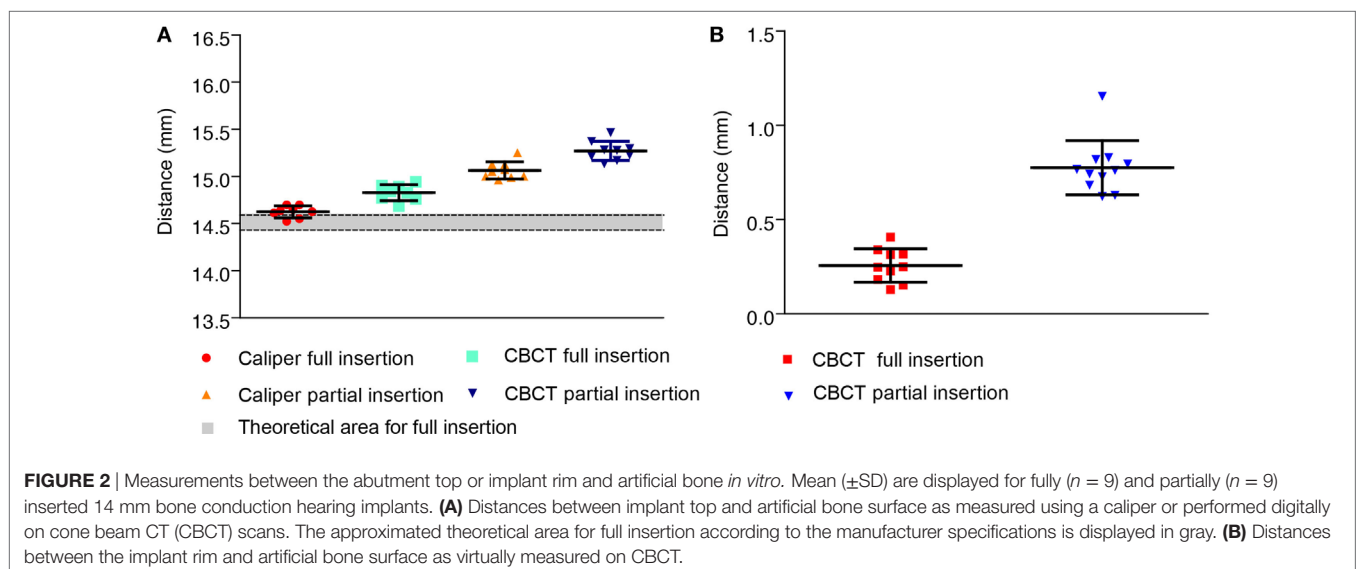 A
16.5
16.0
15.5
15.0
14.5
14.0
13.5
Distance (mm)
Caliper full insertion
CBCT full insertion
Caliper partial insertion
CBCT partial insertion
Theoretical area for full insertion
B
1.5
1.0
0.5
0.0
Distance (mm)
CBCT full insertion
CBCT partial insertion
FIGURE 2 | Measurements between the abutment top or implant rim and artificial bone in vitro. Mean (±SD) are displayed for fully (n = 9) and partially (n = 9)
inserted 14 mm bone conduction hearing implants. (A) Distances between implant top and artificial bone surface as measured using a caliper or performed digitally
on cone beam CT (CBCT) scans. The approximated theoretical area for full insertion according to the manufacturer specifications is displayed in gray. (B) Distances
between the implant rim and artificial bone surface as virtually measured on CBCT.